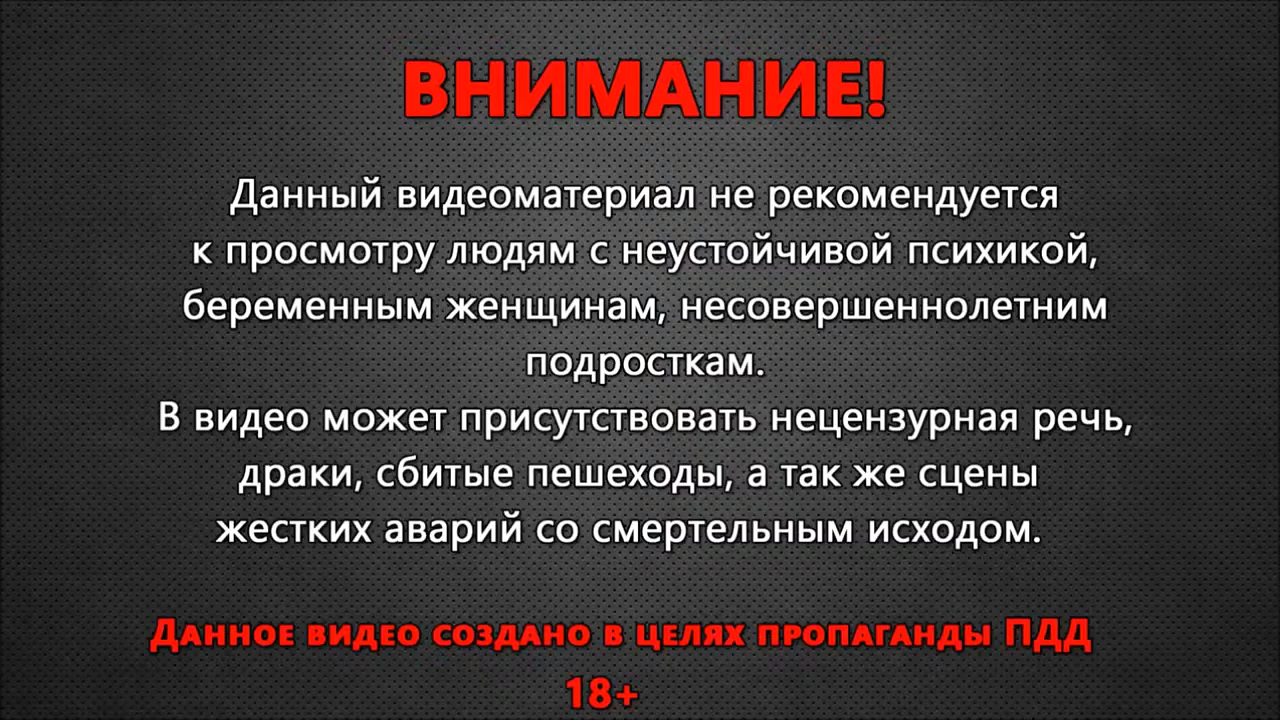 ВНИМАНИЕ!
Данный видеоматериал не рекомендуется
к просмотру людям с неустойчивой психикой,
беременным женщинам, несовершеннолетним
подросткам.
В видео может присутствовать нецензурная речь,
драки, сбитые пешеходы, а так же сцены
жестких аварий со смертельным исходом.
Данное видео создано в целях пропаганды ПДД
18+